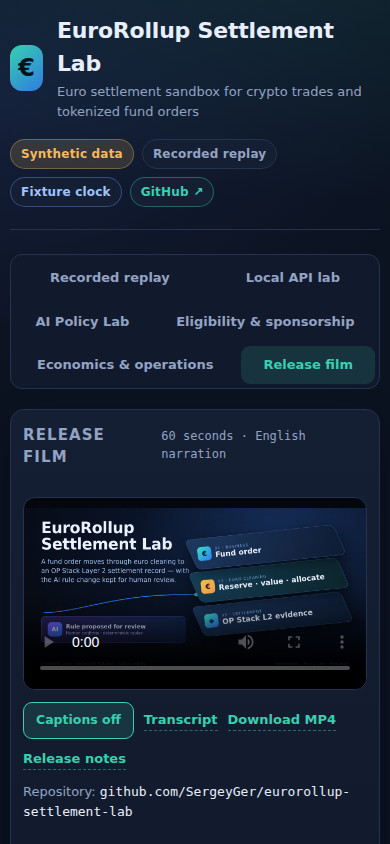 €
EuroRollup Settlement
Lab
Euro settlement sandbox for crypto trades and
tokenized fund orders
Synthetic data
Recorded replay
Fixture clock
GitHub ↗
Recorded replay
Local API lab
AI Policy Lab
Eligibility & sponsorship
Economics & operations
Release film
RELEASE
FILM
60 seconds · English
narration
EuroRollup
Settlement Lab
A fund order moves through euro clearing to
an OP Stack Layer 2 settlement record — with
the AI rule change kept for human review.
€
Fund order
€
Reserve · value · allocate
OP Stack L2 evidence
AI
Rule proposed for review
0:00
Captions off
Transcript
Download MP4
Release notes
Repository: github.com/SergeyGer/eurorollup-
settlement-lab